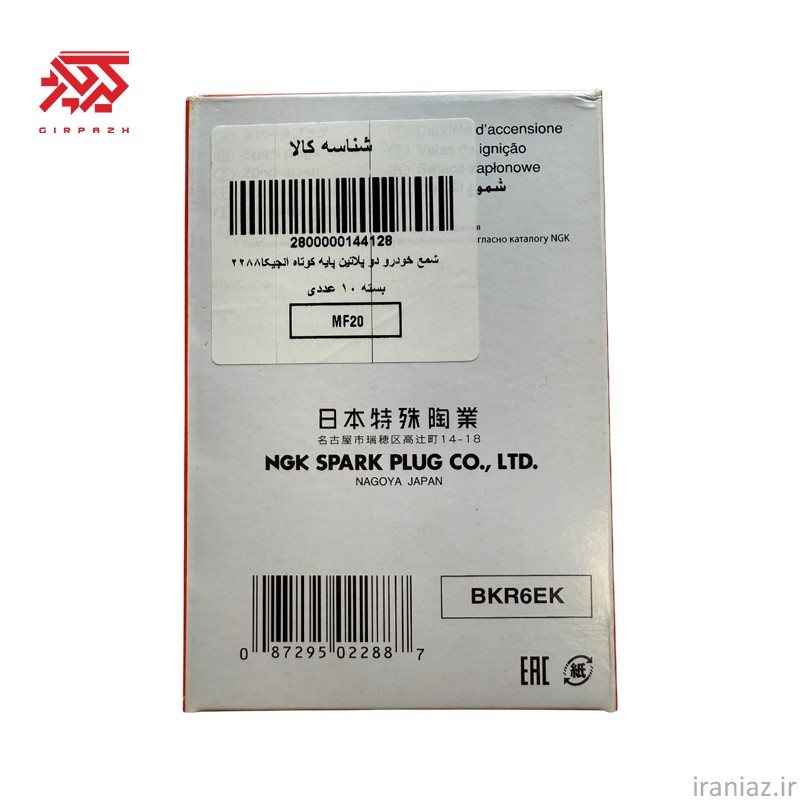 GIRPAZH
Candele d'accensione
ignição
apłonowe
شمو
гласно каталогу NGK
شناسه کالا
2800000144128
شمع خودرو دو پلاتین پایه کوتاه انجیکا۲۲۸۸
بسته ۱۰ عددی
MF20
日本特殊陶業
名古屋市瑞穂区高辻町14-18
NGK SPARK PLUG CO., LTD.
NAGOYA JAPAN
BKR6EK
0 87295 02288 7
EAC
紙
iraniaz.ir